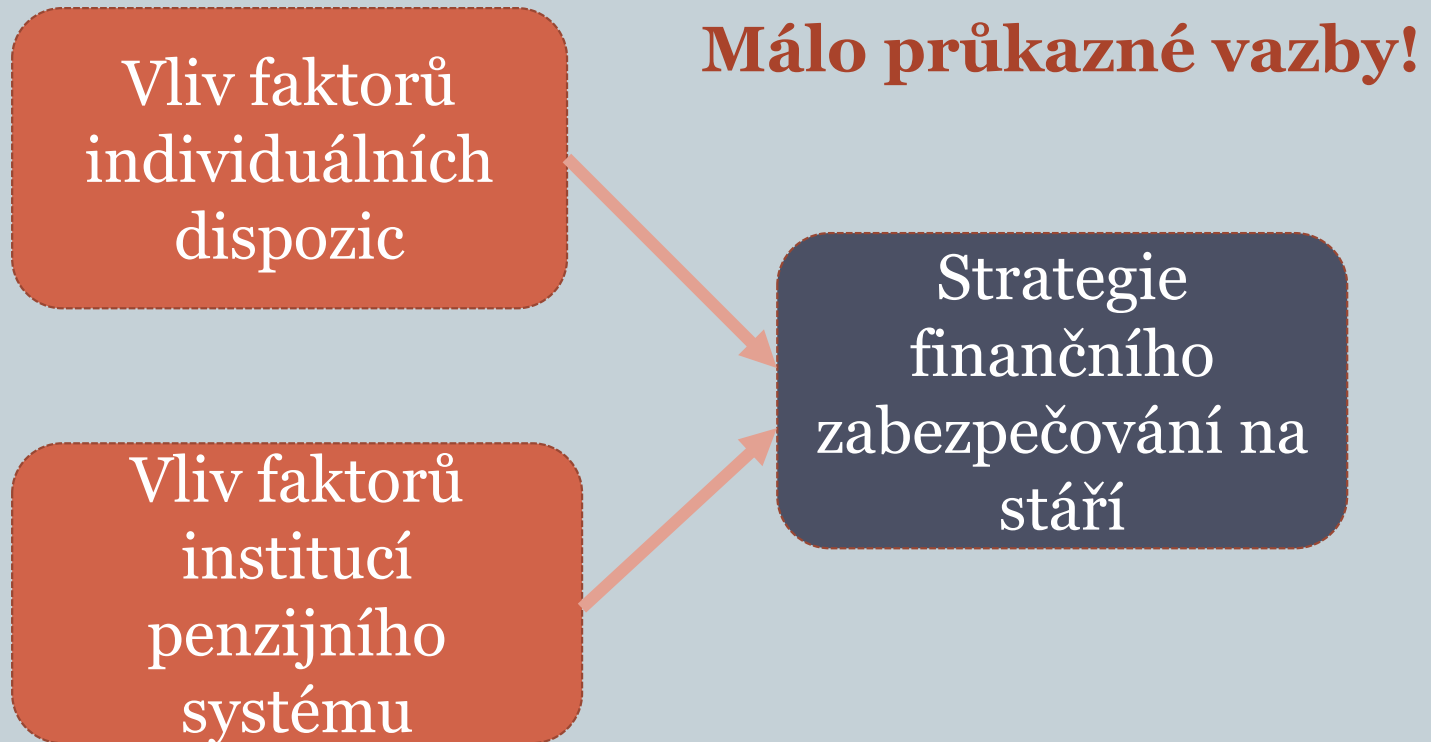 Málo průkazné vazby!
Vliv faktorů
individuálních
dispozic
Strategie
finančního
zabezpečování na
stáří
Vliv faktorů
institucí
penzijního
systému